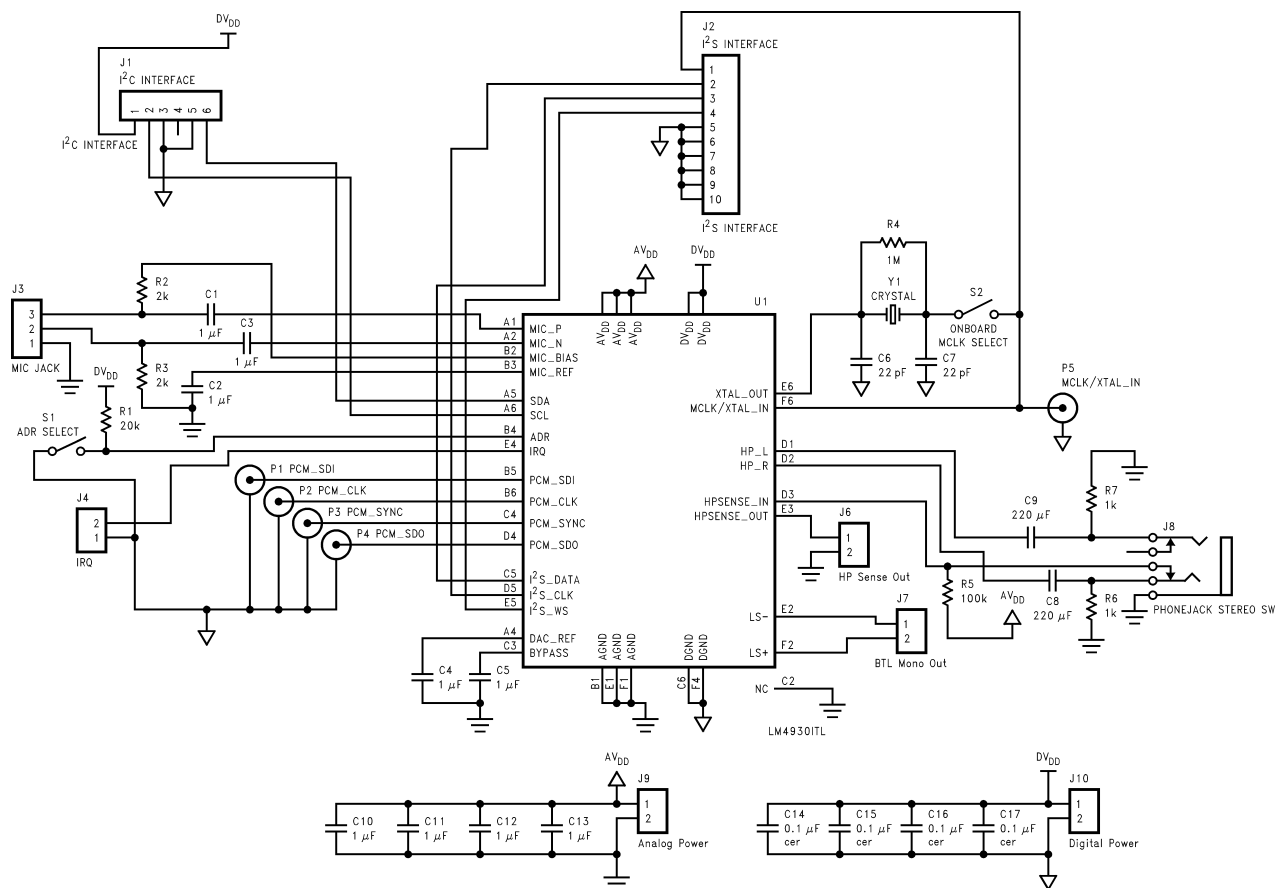 DVDD
J1
I2C INTERFACE
1 2 3 4 5 6
I2C INTERFACE
J2
I2S INTERFACE
1
2
3
4
5
6
7
8
9
10
I2S INTERFACE
R4
1M
Y1
CRYSTAL
S2
ONBOARD
MCLK SELECT
C6
22 pF
C7
22 pF
P5
MCLK/XTAL_IN
J3
3
2
1
MIC JACK
R2
2k
C1
1 μF
C3
1 μF
R3
2k
C2
1 μF
DVDD
R1
20k
S1
ADR SELECT
J4
2
1
IRQ
P1 PCM_SDI
P2 PCM_CLK
P3 PCM_SYNC
P4 PCM_SDO
AVDD
DVDD
U1
AVDD
AVDD
AVDD
DVDD
DVDD
A1 MIC_P
A2 MIC_N
B2 MIC_BIAS
B3 MIC_REF
A5 SDA
A6 SCL
B4 ADR
E4 IRQ
B5 PCM_SDI
B6 PCM_CLK
C4 PCM_SYNC
D4 PCM_SDO
C5 I2S_DATA
D5 I2S_CLK
E5 I2S_WS
A4 DAC_REF
C3 BYPASS
XTAL_OUT E6
MCLK/XTAL_IN F6
HP_L D1
HP_R D2
HPSENSE_IN D3
HPSENSE_OUT E3
LS- E2
LS+ F2
NC C2
AGND
AGND
AGND
DGND
DGND
B1
E1
F1
C6
F4
LM4930ITL
C4
1 μF
C5
1 μF
J6
1
2
HP Sense Out
J7
1
2
BTL Mono Out
C9
220 μF
R7
1k
J8
R5
100k
C8
220 μF
AVDD
R6
1k
PHONEJACK STEREO SW
AVDD
J9
1
2
Analog Power
C10
1 μF
C11
1 μF
C12
1 μF
C13
1 μF
DVDD
J10
1
2
Digital Power
C14
0.1 μF
cer
C15
0.1 μF
cer
C16
0.1 μF
cer
C17
0.1 μF
cer